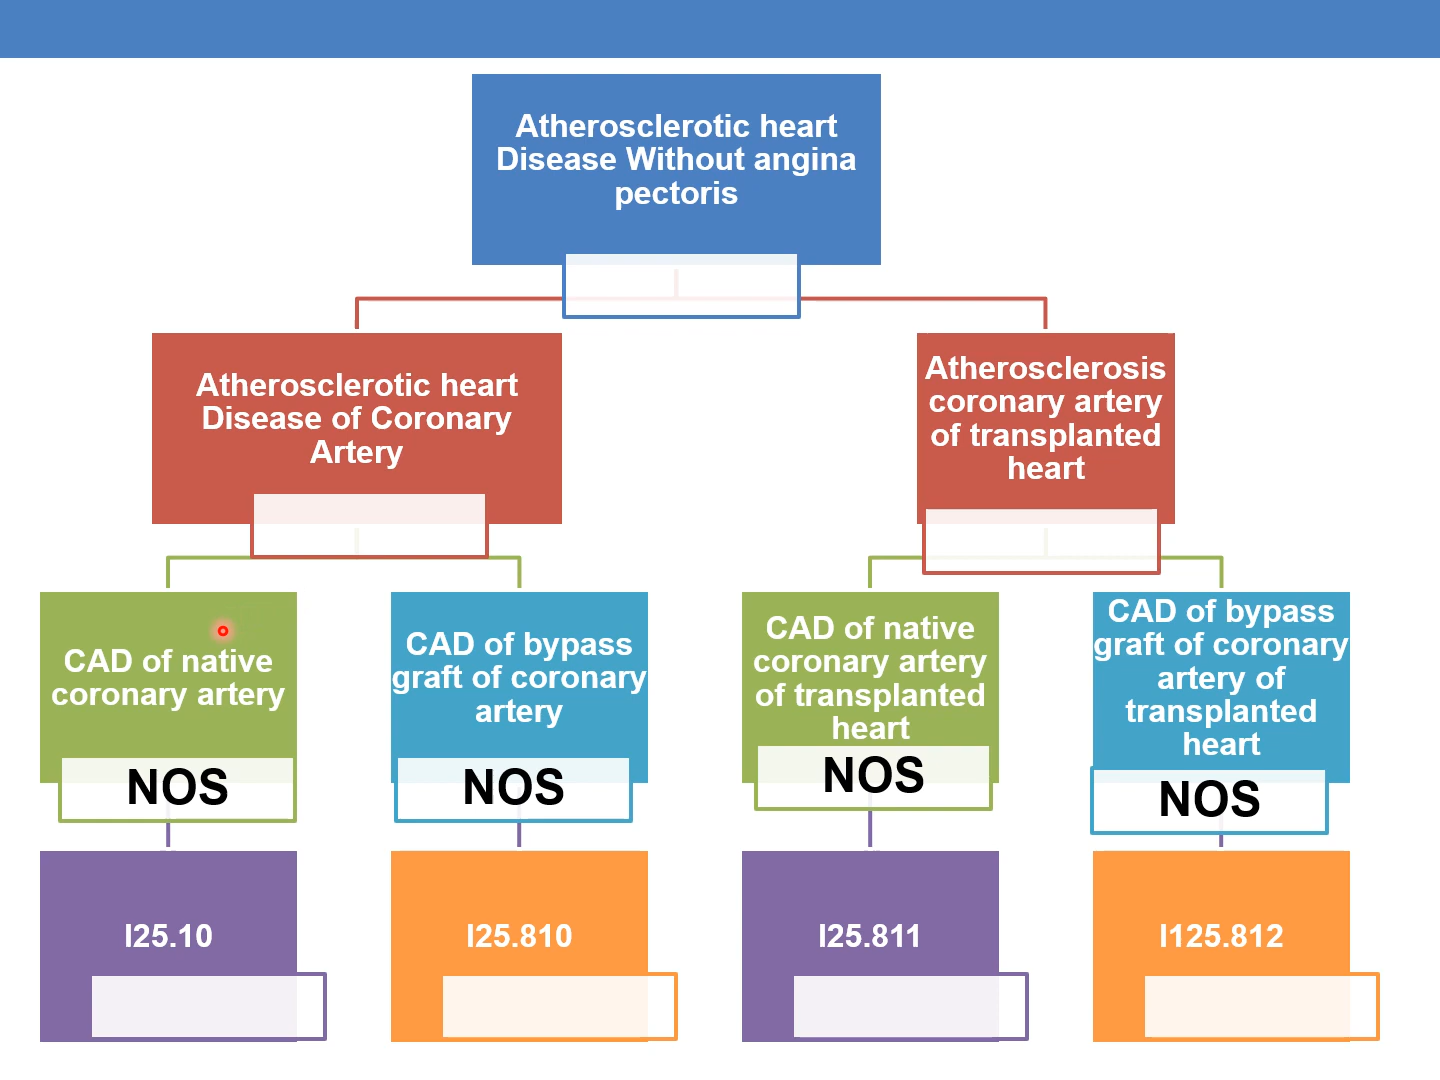 Atherosclerotic heart
Disease Without angina
pectoris
Atherosclerotic heart
Disease of Coronary
Artery
Atherosclerosis
coronary artery
of transplanted
heart
CAD of native
coronary artery
NOS
CAD of bypass
graft of coronary
artery
NOS
CAD of native
coronary artery
of transplanted
heart
NOS
CAD of bypass
graft of coronary
artery of
transplanted
heart
NOS
I25.10
I25.810
I25.811
I125.812